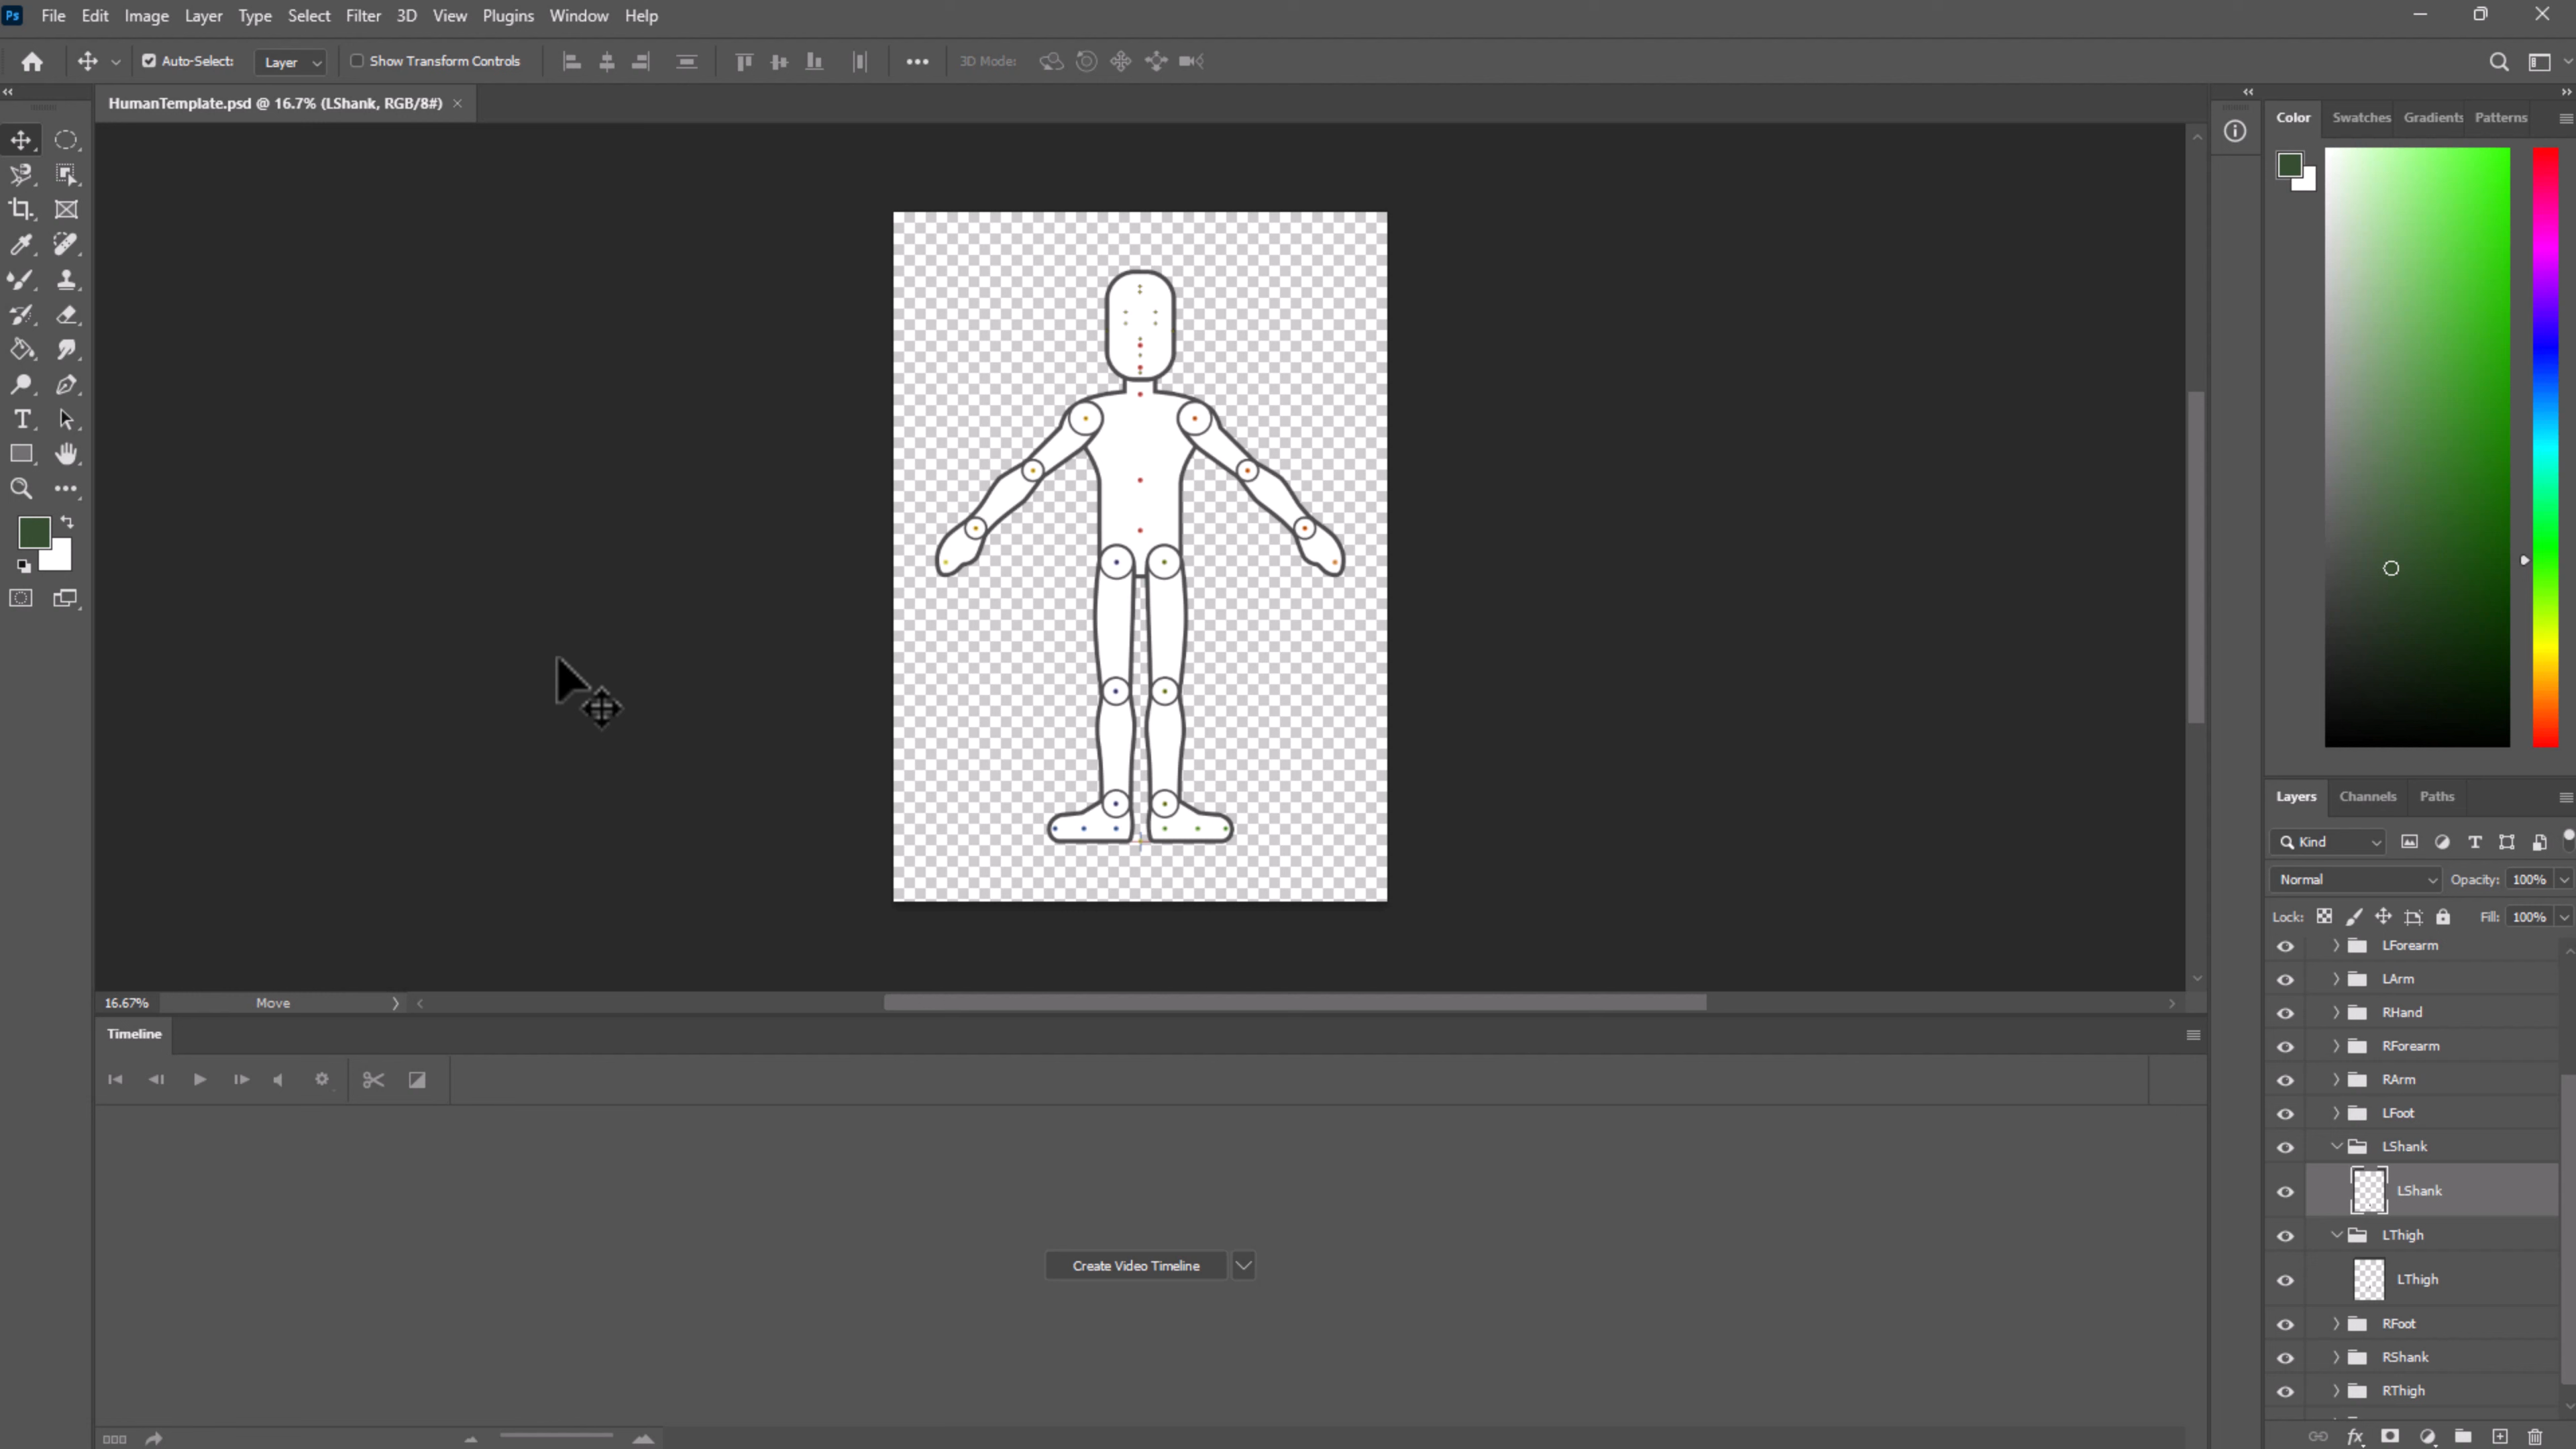 Ps File Edit Image Layer Type Select Filter 3D View Plugins Window Help
Auto-Select: Layer Show Transform Controls 3D Mode:
HumanTemplate.psd @ 16.7% (LShank, RGB/8#)
Color Swatches Gradients Patterns
Layers Channels Paths
Kind
Normal Opacity: 100%
Lock: Fill: 100%
LForearm
LArm
RHand
RForearm
RArm
LFoot
LShank
LShank
LThigh
LThigh
RFoot
RShank
RThigh
16.67% Move
Timeline
Create Video Timeline